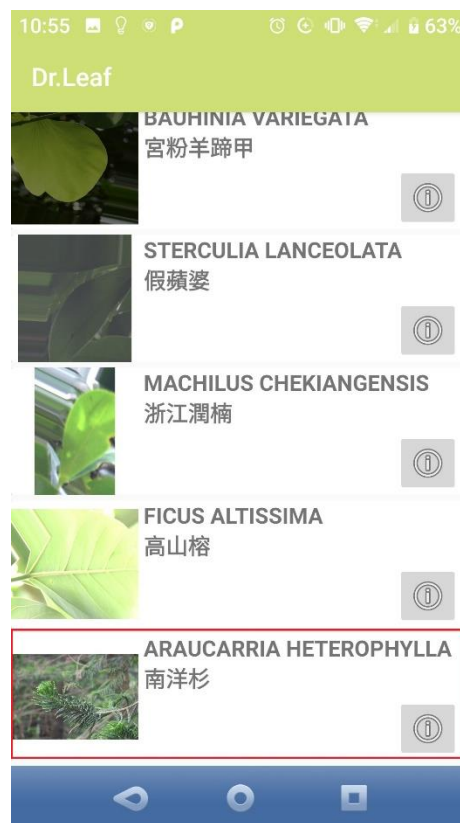 10:55 63%
Dr.Leaf
BAUHINIA VARIEGATA
宮粉羊蹄甲
STERCULIA LANCEOLATA
假蘋婆
MACHILUS CHEKIANGENSIS
浙江潤楠
FICUS ALTISSIMA
高山榕
ARAUCARRIA HETEROPHYLLA
南洋杉